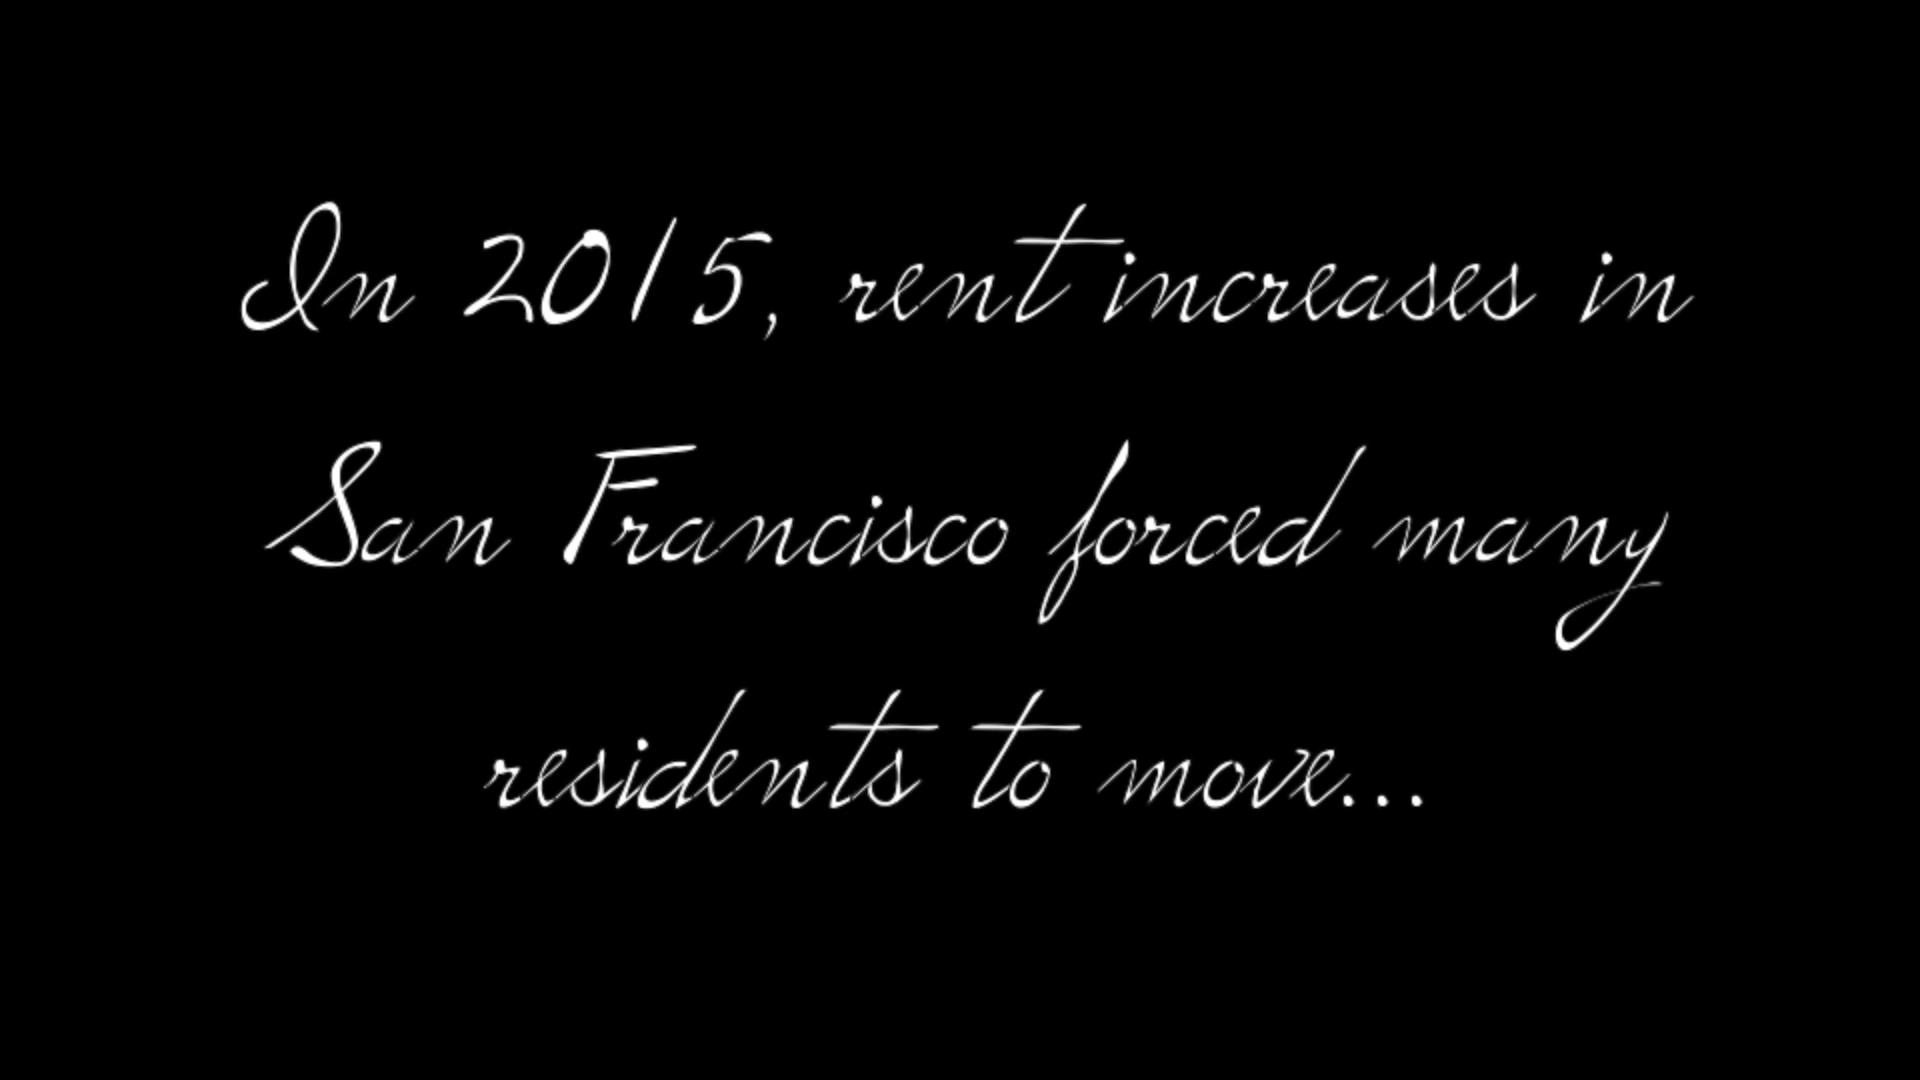 In 2015, rent increases in
San Francisco forced many
residents to move...